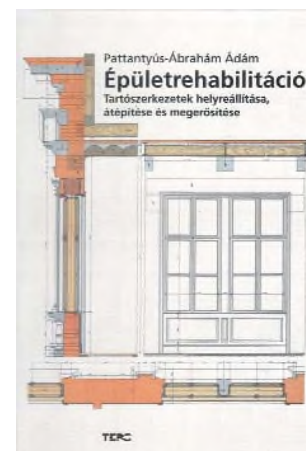 Pattantyús-Ábrahám Ádám
Épületrehabilitáció
Tartószerkezetek helyreállítása,
átépítése és megerősítése
TERC